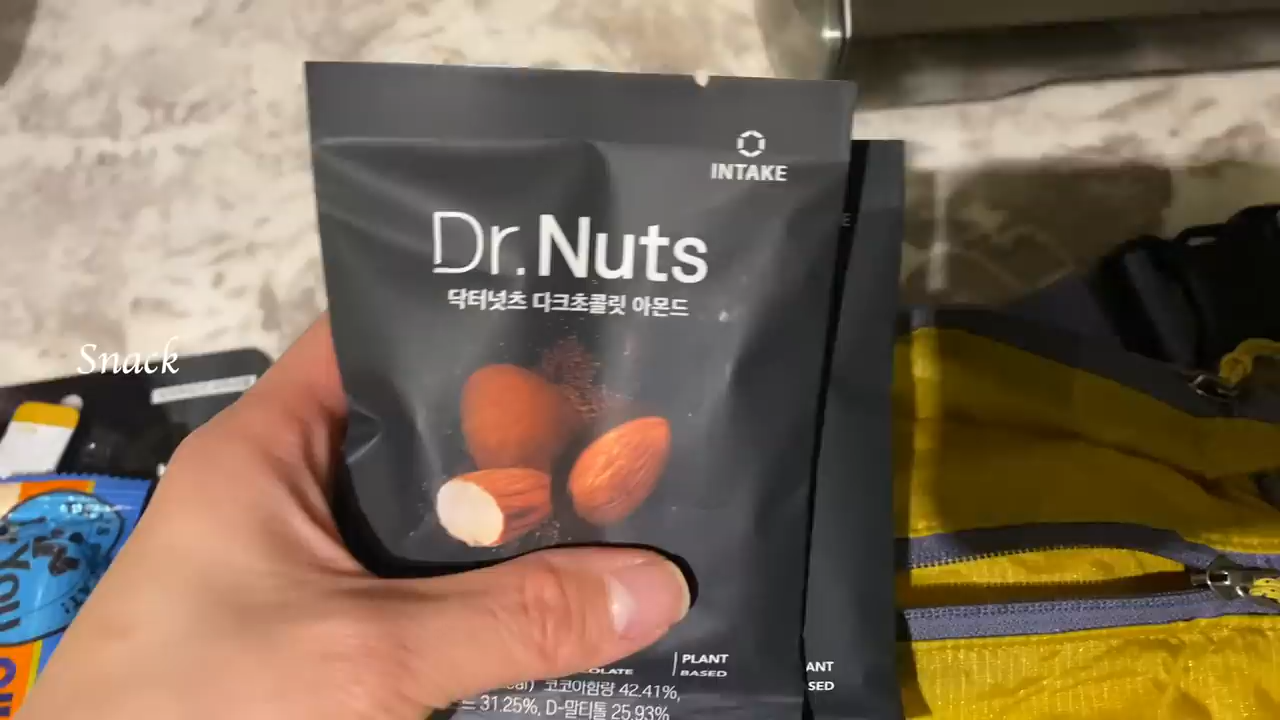 INTAKE
Dr. Nuts
닥터넛츠 다크초콜릿 아몬드
Snack
PLANT
BASED
코코아함량 42.41%,
31.25%, D-말티톨 25.93%
ANT
SED